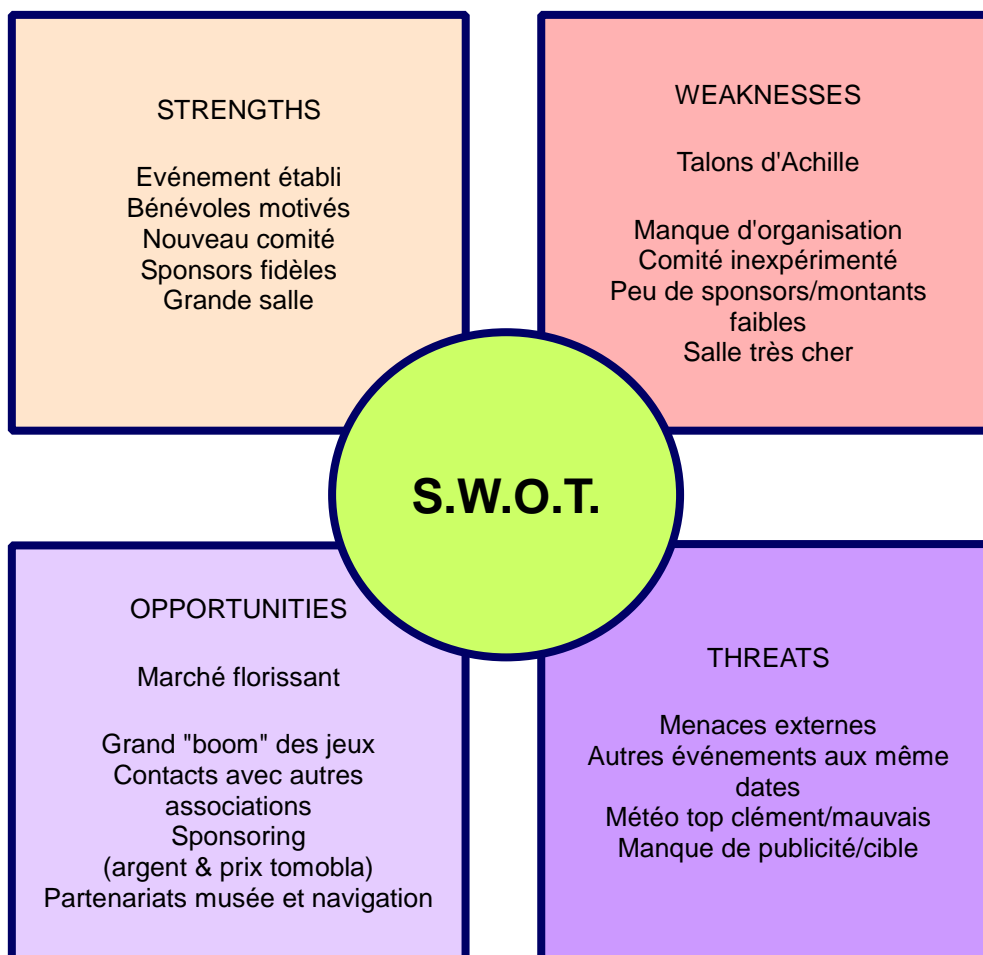 STRENGTHS
Evénement établi
Bénévoles motivés
Nouveau comité
Sponsors fidèles
Grande salle
WEAKNESSES
Talons d'Achille
Manque d'organisation
Comité inexpérimenté
Peu de sponsors/montants
faibles
Salle très cher
S.W.O.T.
OPPORTUNITIES
Marché florissant
Grand "boom" des jeux
Contacts avec autres
associations
Sponsoring
(argent & prix tomobla)
Partenariats musée et navigation
THREATS
Menaces externes
Autres événements aux même
dates
Météo top clément/mauvais
Manque de publicité/cible